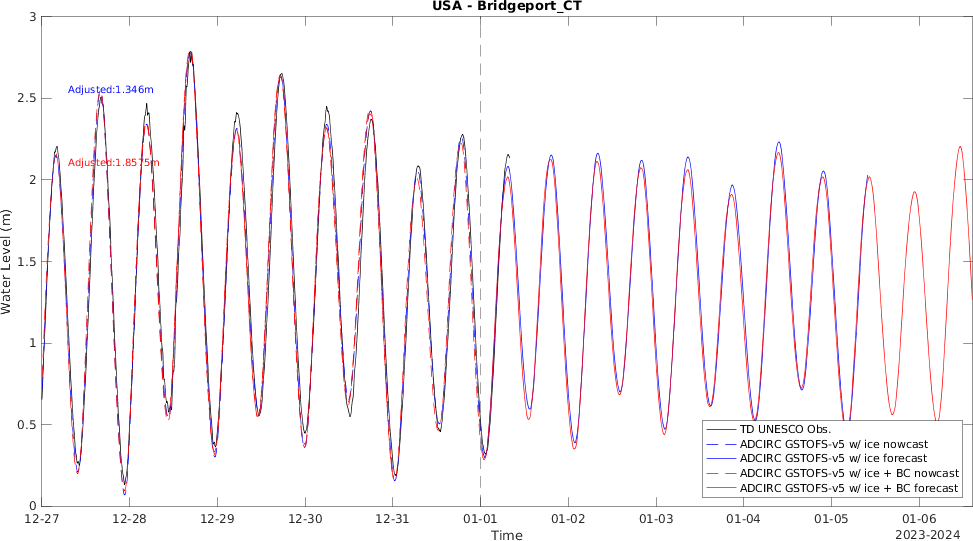 USA - Bridgeport_CT
3
2.5
2
1.5
1
0.5
0
Water Level (m)
Adjusted:1.346m
Adjusted:1.8575m
TD UNESCO Obs.
ADCIRC GSTOFS-v5 w/ ice nowcast
ADCIRC GSTOFS-v5 w/ ice forecast
ADCIRC GSTOFS-v5 w/ ice + BC nowcast
ADCIRC GSTOFS-v5 w/ ice + BC forecast
12-27 12-28 12-29 12-30 12-31 01-01 01-02 01-03 01-04 01-05 01-06
Time
2023-2024